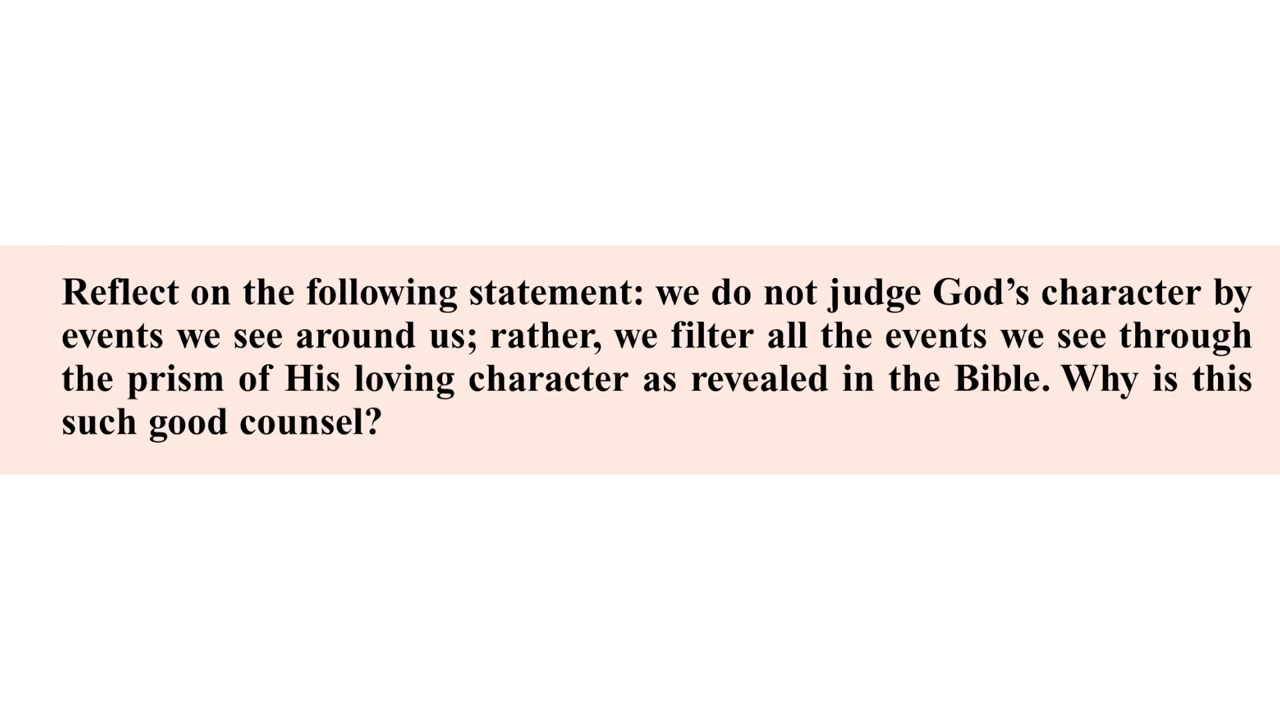 Reflect on the following statement: we do not judge God’s character by
events we see around us; rather, we filter all the events we see through
the prism of His loving character as revealed in the Bible. Why is this
such good counsel?